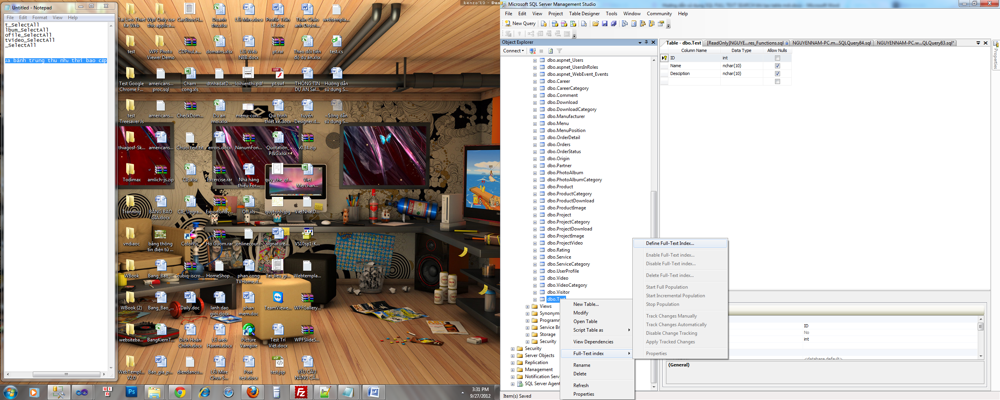 Untitled - Notepad
File Edit Format View Help
t_SelectAll
lbum_SelectAll
ofile_SelectAll
tVideo_SelectAll
_SelectAll
ua bánh trung thu như thời bao cấp
kenzo'10 - Des
Tai Lieu Thiet Ke Web
Wpf Only use this applica...
CacBuocH...
Doanh thu.xlsx
Lỗi Mire.docx
Profile Trần Lê.doc
Thân Chào anh Descri...
webtempla...
test
WPF Photo Viewer Demo
CDPhuLa...
domains.xlsx
Lỗi Web NBB.docx
pt.rar
Theo dõi tiến độ dự án.xlsx
test.cs
Test Google Chrome F...
americans... proc.sql
Cham cong.xls
dtnhadatD...
loihienthi.pdf
pt.swf
THÔNG TIN DỰ ÁN Sal...
Hướng dẫn sử dụng S...
test Treesaver Js
americans...
CheckDom...
Du an moi.xlsx
menu-con...
Qui trình thiết kế.docx
tuyển Designer.d...
~$ớng dẫn sử dụng S...
thiagosf-Sk...
americans...
Chuoi text.txt
errors.docx
NanumFon...
Quotation_ P&G.xlsx
v0.34.zip
Todimax
amlich-js.zip
CIE.xlsx
Excercise.rar
Nhà hàng thiếu For...
quy_che_qt...
Viet Merchan...
Tranning
BẢNG BÁO GIÁ.docx
CIE_Upgra...
ExportGridv...
Off.xls
quytrinh.jpg
VietNhatD...
vndiaoc
bảng thông tin điện tử ...
ColorPic
Ho Guom.rar
onlinecour...
signature....
VS10sp1-K...
WBook
Bang_Bao_...
cubiq-iscro...
HomeShop...
phan cong TVHome.d...
Tai_lieu_gi...
Webtempla...
WBook (2)
Bang_Bao_...
Daily.doc
lanh dao gioi.docx
phan mem.doc
TeamViewe...
WPFGallery...
websiteba...
BangKiemT...
Dịch Hoàn Chỉnh.docx
Lỗ web Hanmi.docx
Picture Vampire
Test Trí Việt.docx
WPFSlideS...
WebTempl... V2.0
Bao_gia_p...
diendancu...
Lỗi Mire Chua S...
Port test.docx
test.jsp
YÊU CẦU NÂNG CẤ...
3:31 PM
9/27/2012
Microsoft SQL Server Management Studio
File Edit View Project Table Designer Tools Window Community Help
New Query
Object Explorer
Connect
dbo.aspnet_Users
dbo.aspnet_UsersInRoles
dbo.aspnet_WebEvent_Events
dbo.Career
dbo.CareerCategory
dbo.Comment
dbo.Download
dbo.DownloadCategory
dbo.Manufacturer
dbo.Menu
dbo.MenuPosition
dbo.OrderDetail
dbo.Orders
dbo.OrderStatus
dbo.Origin
dbo.Partner
dbo.PhotoAlbum
dbo.PhotoAlbumCategory
dbo.Product
dbo.ProductCategory
dbo.ProductDownload
dbo.ProductImage
dbo.Project
dbo.ProjectCategory
dbo.ProjectDownload
dbo.ProjectImage
dbo.ProjectVideo
dbo.Rating
dbo.Service
dbo.ServiceCategory
dbo.UserProfile
dbo.Video
dbo.VideoCategory
dbo.Visitor
dbo.Test
Views
Synonym
Programm
Service Br
Storage
Security
Security
Server Objects
Replication
Management
Notification Serv
SQL Server Agent
Item(s) Saved
New Table...
Modify
Open Table
Script Table as
View Dependencies
Full-Text index
Rename
Delete
Refresh
Properties
Define Full-Text Index...
Enable Full-Text index...
Disable Full-Text index...
Delete Full-Text index...
Start Full Population
Start Incremental Population
Stop Population
Track Changes Manually
Track Changes Automatically
Disable Change Tracking
Apply Tracked Changes
Properties
Table - dbo.Test [ReadOnly]NGUYE...res_Functions.sql NGUYENNAM-PC.m...SQLQuery84.sql NGUYENNAM-PC.w...QLQuery83.sql*
Column Name Data Type Allow Nulls
ID int
Name nchar(10)
Desciption nchar(10)
ID
No
int
<database default>
(General)
Properties